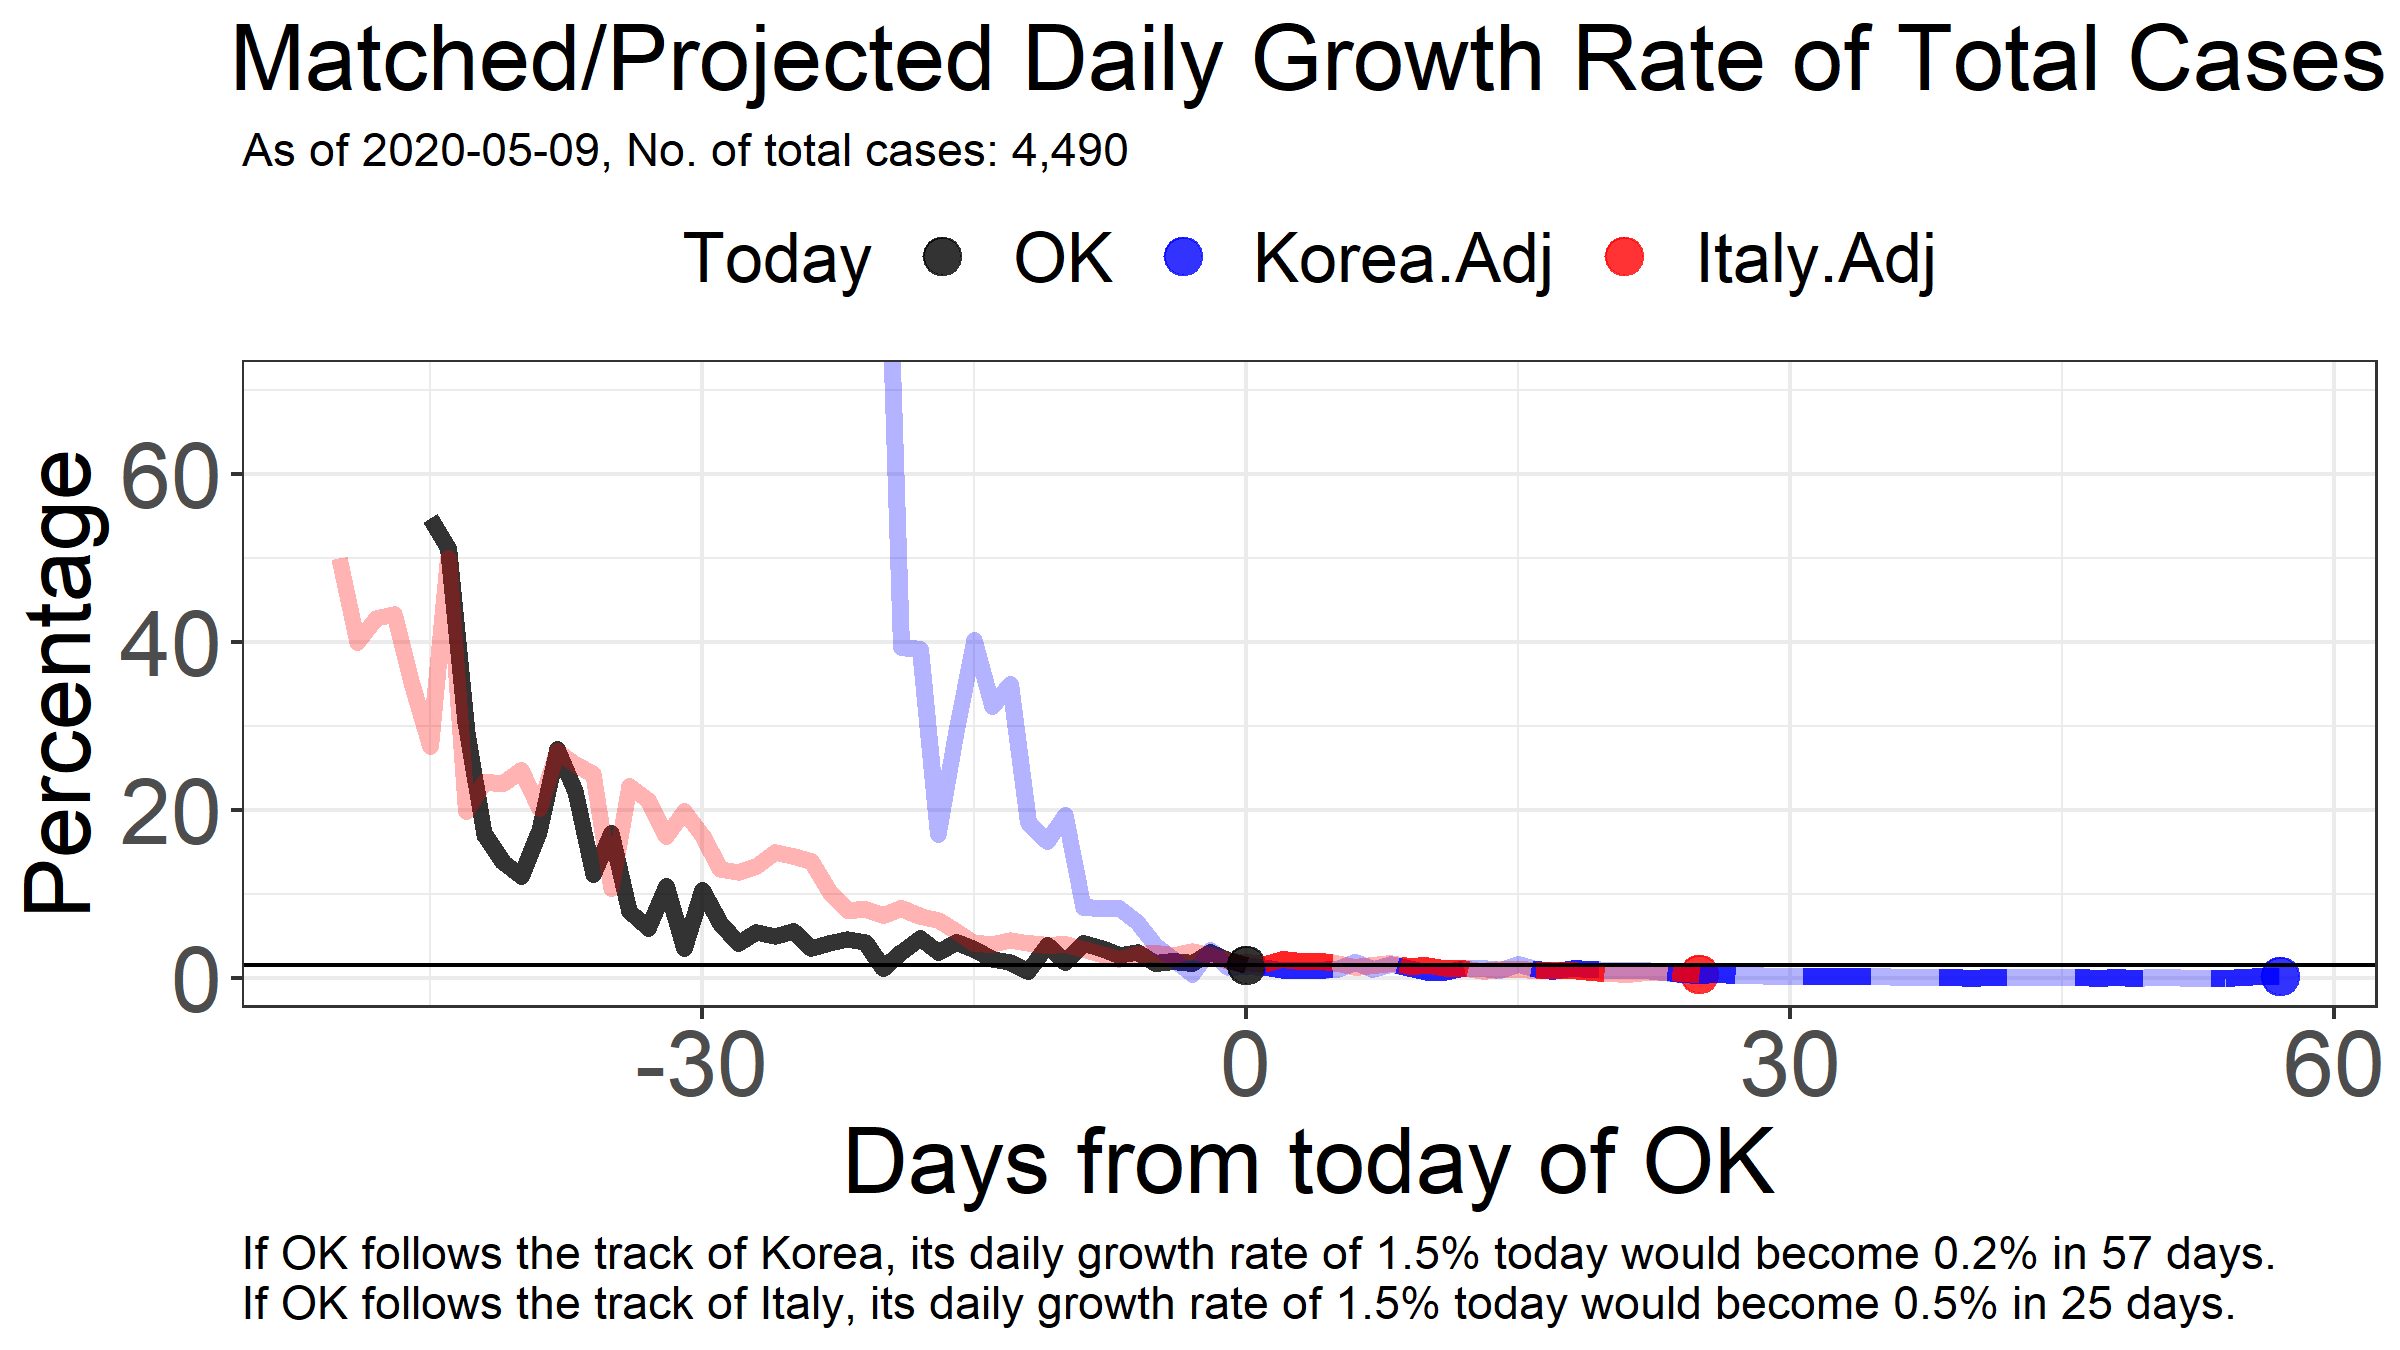 Matched/Projected Daily Growth Rate of Total Cases
As of 2020-05-09, No. of total cases: 4,490
Today OK Korea.Adj Italy.Adj
Percentage
60
40
20
0
-30 0 30 60
Days from today of OK
If OK follows the track of Korea, its daily growth rate of 1.5% today would become 0.2% in 57 days.
If OK follows the track of Italy, its daily growth rate of 1.5% today would become 0.5% in 25 days.